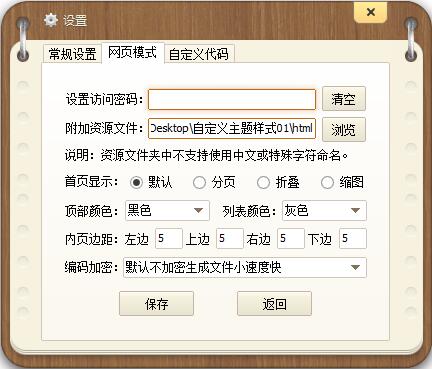 设置
常规设置 网页模式 自定义代码
设置访问密码： 清空
附加资源文件： Desktop\自定义主题样式01\html 浏览
说明：资源文件夹中不支持使用中文或特殊字符命名。
首页显示： 默认 分页 折叠 缩图
顶部颜色： 黑色 列表颜色： 灰色
内页边距： 左边 5 上边 5 右边 5 下边 5
编码加密： 默认不加密生成文件小速度快
保存 返回